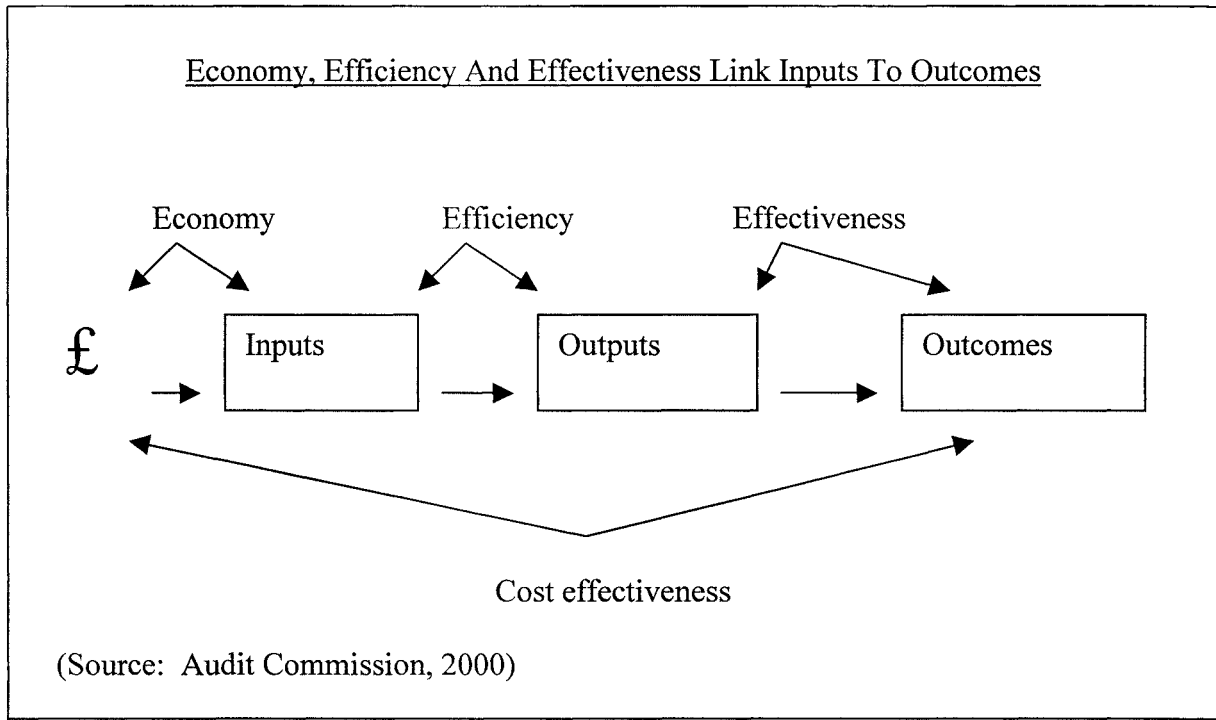 Economy, Efficiency And Effectiveness Link Inputs To Outcomes
Economy
Efficiency
Effectiveness
£
Inputs
Outputs
Outcomes
Cost effectiveness
(Source: Audit Commission, 2000)